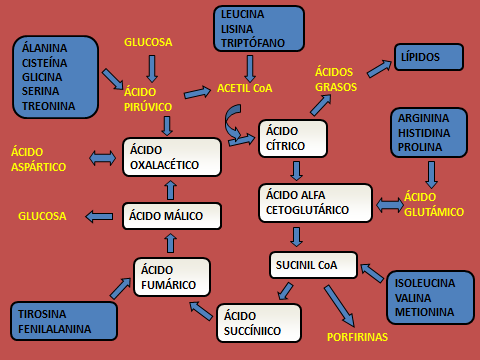 ÁLANINA
CISTEÍNA
GLICINA
SERINA
TREONINA
GLUCOSA
LEUCINA
LISINA
TRIPTÓFANO
ÁCIDO
PIRÚVICO
ACETIL CoA
ÁCIDOS
GRASOS
LÍPIDOS
ARGININA
HISTIDINA
PROLINA
ÁCIDO
ASPÁRTICO
ÁCIDO
OXALACÉTICO
ÁCIDO
CÍTRICO
GLUCOSA
ÁCIDO MÁLICO
ÁCIDO ALFA
CETOGLUTÁRICO
ÁCIDO
GLUTÁMICO
ÁCIDO
FUMÁRICO
SUCINIL CoA
TIROSINA
FENILALANINA
ÁCIDO
SUCCÍNIICO
PORFIRINAS
ISOLEUCINA
VALINA
METIONINA